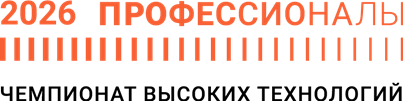 2026 ПРОФЕССИОНАЛЫ
ЧЕМПИОНАТ ВЫСОКИХ ТЕХНОЛОГИЙ